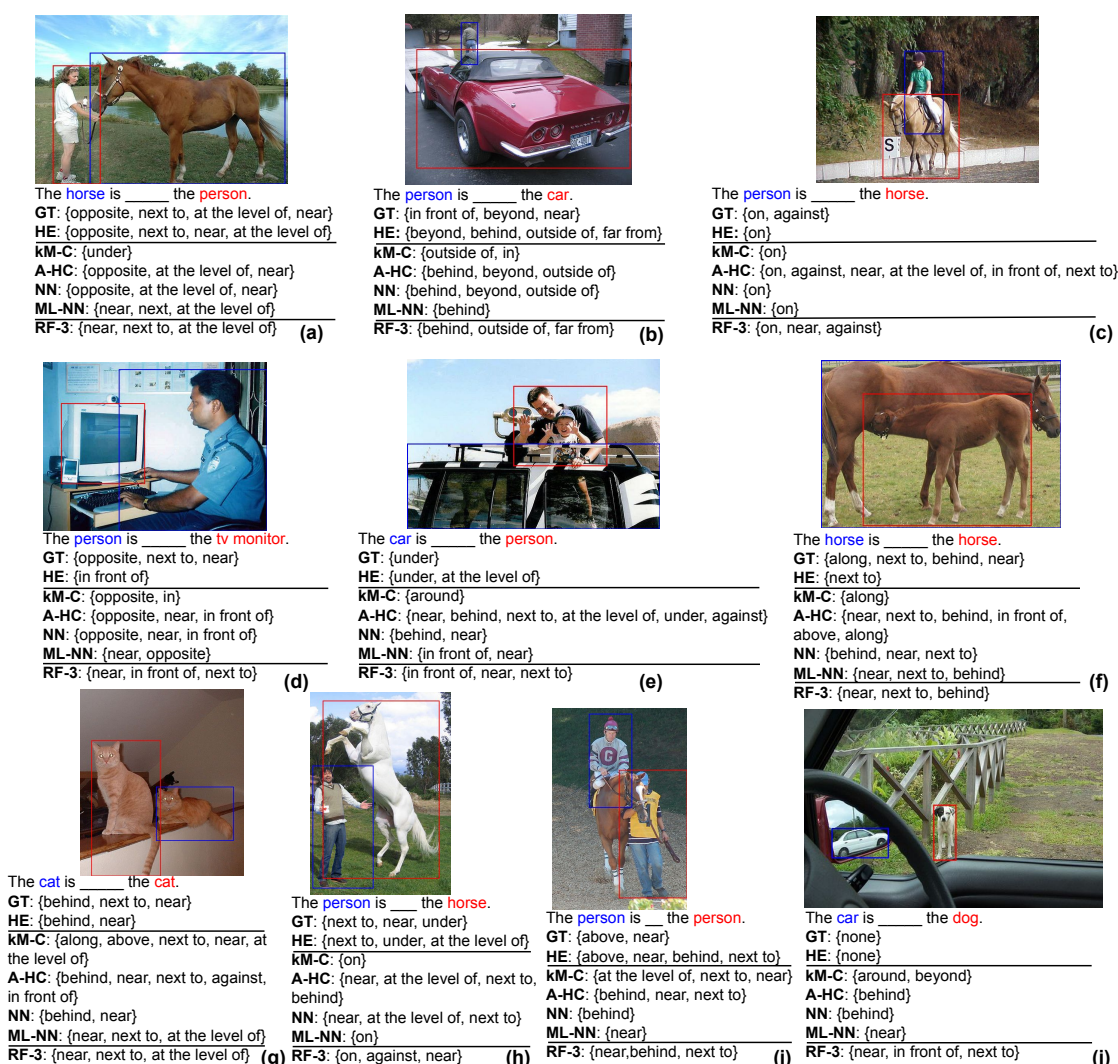 The horse is _____ the person.
GT: {opposite, next to, at the level of, near}
HE: {opposite, next to, near, at the level of}
kM-C: {under}
A-HC: {opposite, at the level of, near}
NN: {opposite, at the level of, near}
ML-NN: {near, next, at the level of}
RF-3: {near, next to, at the level of}
(a)
The person is _____ the car.
GT: {in front of, beyond, near}
HE: {beyond, behind, outside of, far from}
kM-C: {outside of, in}
A-HC: {behind, beyond, outside of}
NN: {behind, beyond, outside of}
ML-NN: {behind}
RF-3: {behind, outside of, far from}
(b)
S
The person is _____ the horse.
GT: {on, against}
HE: {on}
kM-C: {on}
A-HC: {on, against, near, at the level of, in front of, next to}
NN: {on}
ML-NN: {on}
RF-3: {on, near, against}
(c)
The person is _____ the tv monitor.
GT: {opposite, next to, near}
HE: {in front of}
kM-C: {opposite, in}
A-HC: {opposite, near, in front of}
NN: {opposite, near, in front of}
ML-NN: {near, opposite}
RF-3: {near, in front of, next to}
(d)
The car is _____ the person.
GT: {under}
HE: {under, at the level of}
kM-C: {around}
A-HC: {near, behind, next to, at the level of, under, against}
NN: {behind, near}
ML-NN: {in front of, near}
RF-3: {in front of, near, next to}
(e)
The horse is _____ the horse.
GT: {along, next to, behind, near}
HE: {next to}
kM-C: {along}
A-HC: {near, next to, behind, in front of,
above, along}
NN: {behind, near, next to}
ML-NN: {near, next to, behind}
RF-3: {near, next to, behind}
(f)
The cat is _____ the cat.
GT: {behind, next to, near}
HE: {behind, near}
kM-C: {along, above, next to, near, at
the level of}
A-HC: {behind, near, next to, against,
in front of}
NN: {behind, near}
ML-NN: {near, next to, at the level of}
RF-3: {near, next to, at the level of}
(g)
The person is ___ the horse.
GT: {next to, near, under}
HE: {next to, under, at the level of}
kM-C: {on}
A-HC: {near, at the level of, next to,
behind}
NN: {near, at the level of, next to}
ML-NN: {on}
RF-3: {on, against, near}
(h)
G
The person is __ the person.
GT: {above, near}
HE: {above, near, behind, next to}
kM-C: {at the level of, next to, near}
A-HC: {behind, near, next to}
NN: {behind}
ML-NN: {near}
RF-3: {near,behind, next to}
(i)
The car is _____ the dog.
GT: {none}
HE: {none}
kM-C: {around, beyond}
A-HC: {behind}
NN: {behind}
ML-NN: {near}
RF-3: {near, in front of, next to}